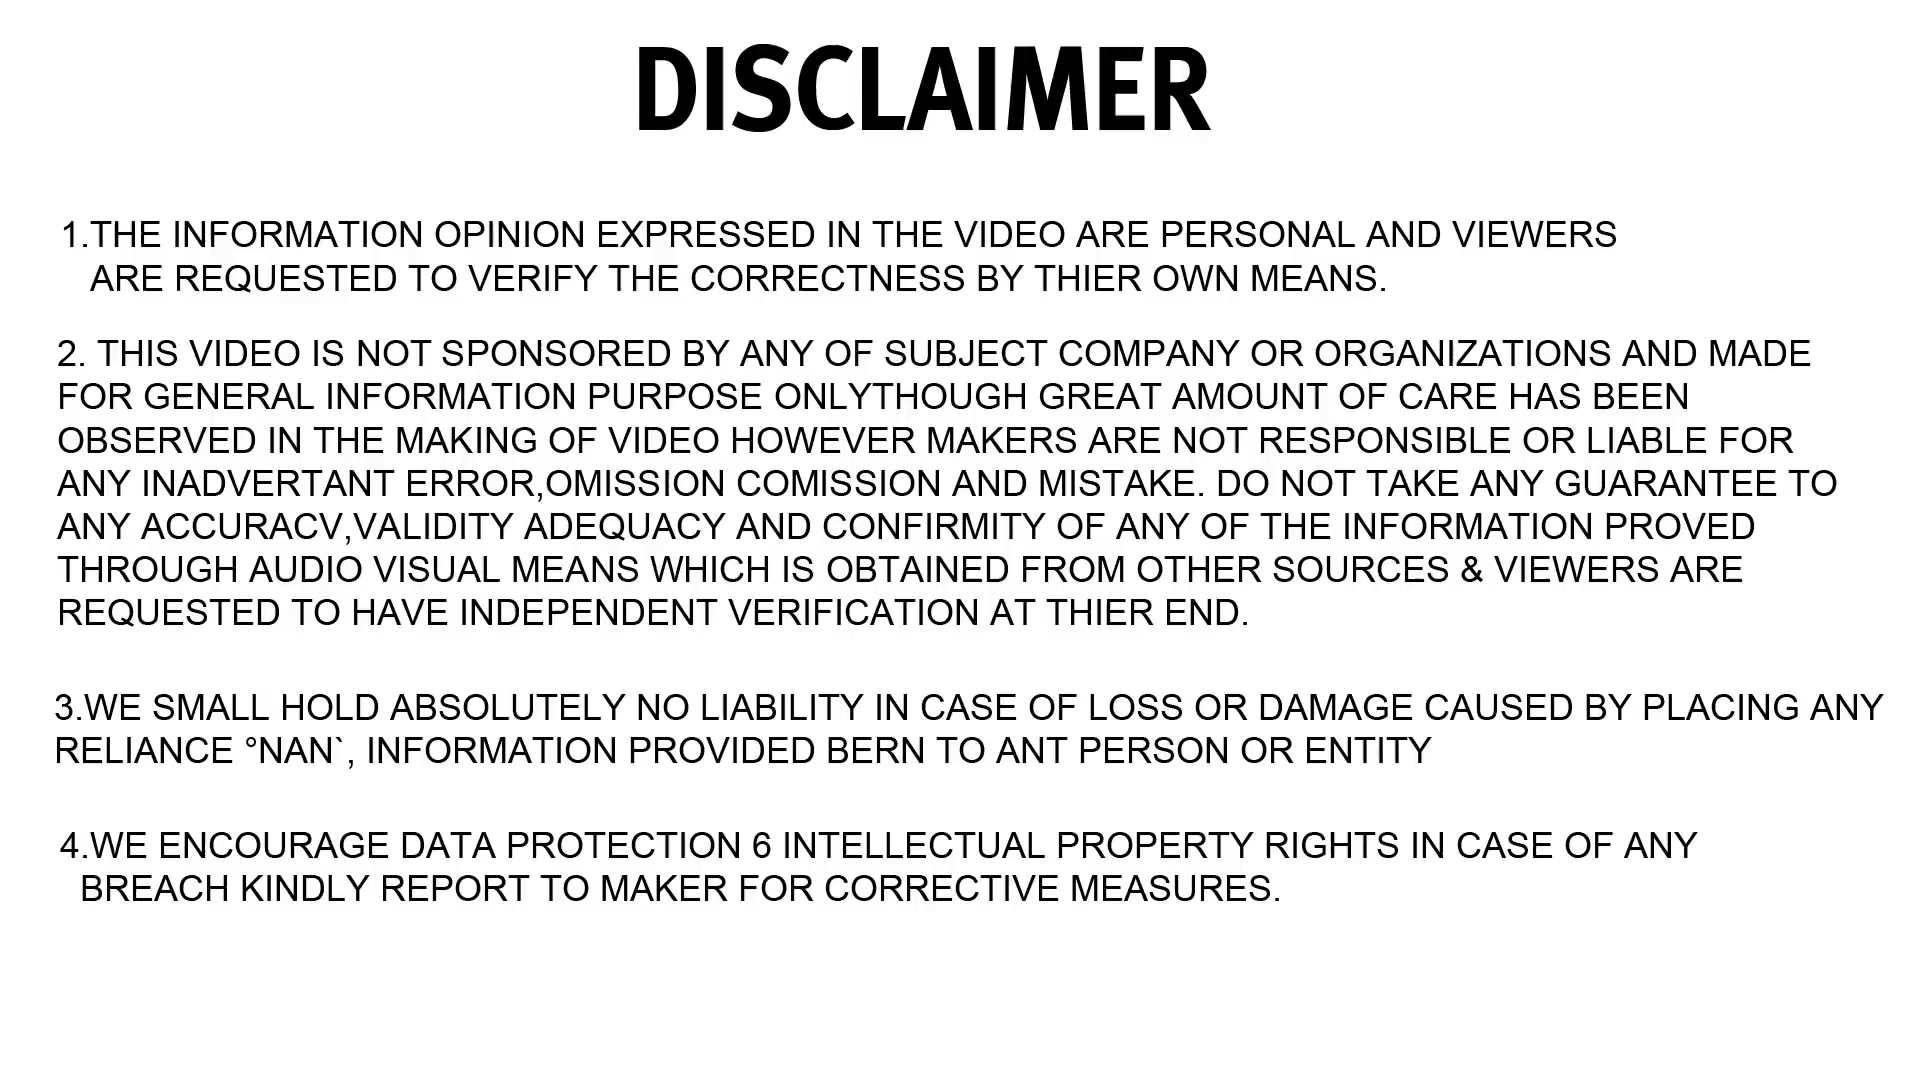 DISCLAIMER
1.THE INFORMATION OPINION EXPRESSED IN THE VIDEO ARE PERSONAL AND VIEWERS
ARE REQUESTED TO VERIFY THE CORRECTNESS BY THIER OWN MEANS.
2. THIS VIDEO IS NOT SPONSORED BY ANY OF SUBJECT COMPANY OR ORGANIZATIONS AND MADE
FOR GENERAL INFORMATION PURPOSE ONLYTHOUGH GREAT AMOUNT OF CARE HAS BEEN
OBSERVED IN THE MAKING OF VIDEO HOWEVER MAKERS ARE NOT RESPONSIBLE OR LIABLE FOR
ANY INADVERTANT ERROR,OMISSION COMISSION AND MISTAKE. DO NOT TAKE ANY GUARANTEE TO
ANY ACCURACV,VALIDITY ADEQUACY AND CONFIRMITY OF ANY OF THE INFORMATION PROVED
THROUGH AUDIO VISUAL MEANS WHICH IS OBTAINED FROM OTHER SOURCES & VIEWERS ARE
REQUESTED TO HAVE INDEPENDENT VERIFICATION AT THIER END.
3.WE SMALL HOLD ABSOLUTELY NO LIABILITY IN CASE OF LOSS OR DAMAGE CAUSED BY PLACING ANY
RELIANCE °NAN`, INFORMATION PROVIDED BERN TO ANT PERSON OR ENTITY
4.WE ENCOURAGE DATA PROTECTION 6 INTELLECTUAL PROPERTY RIGHTS IN CASE OF ANY
BREACH KINDLY REPORT TO MAKER FOR CORRECTIVE MEASURES.